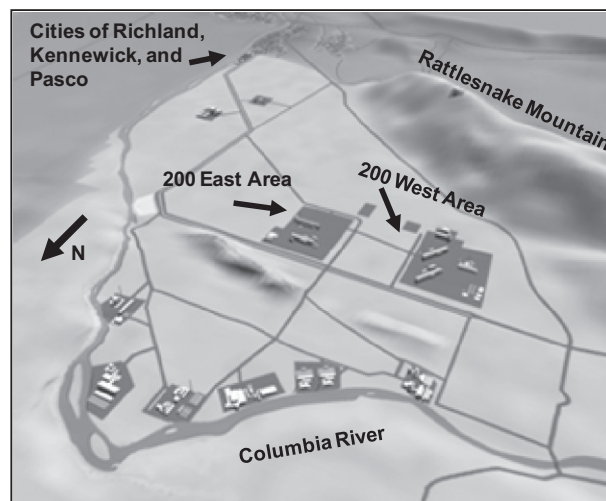 Cities of Richland,
Kennewick, and
Pasco
Rattlesnake Mountain
200 East Area
200 West Area
N
Columbia River